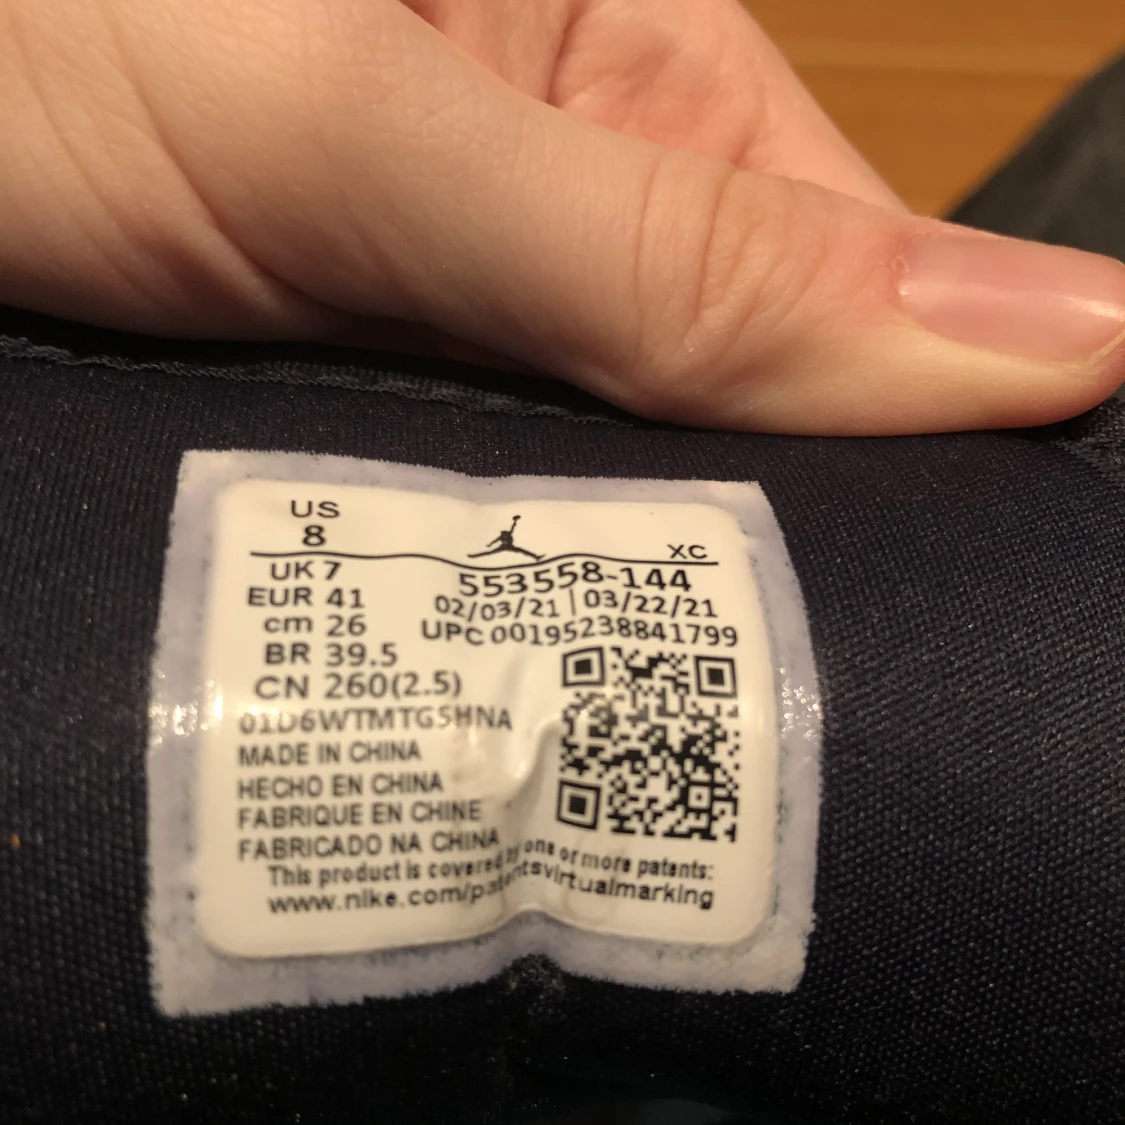 US
8
XC
UK 7
553558-144
EUR 41
02/03/21 | 03/22/21
cm 26
UPC 00195238841799
BR 39.5
CN 260(2.5)
01D6WTMTG5HNA
MADE IN CHINA
HECHO EN CHINA
FABRIQUE EN CHINE
FABRICADO NA CHINA
This product is covered by one or more patents:
www.nike.com/patentsvirtualmarking